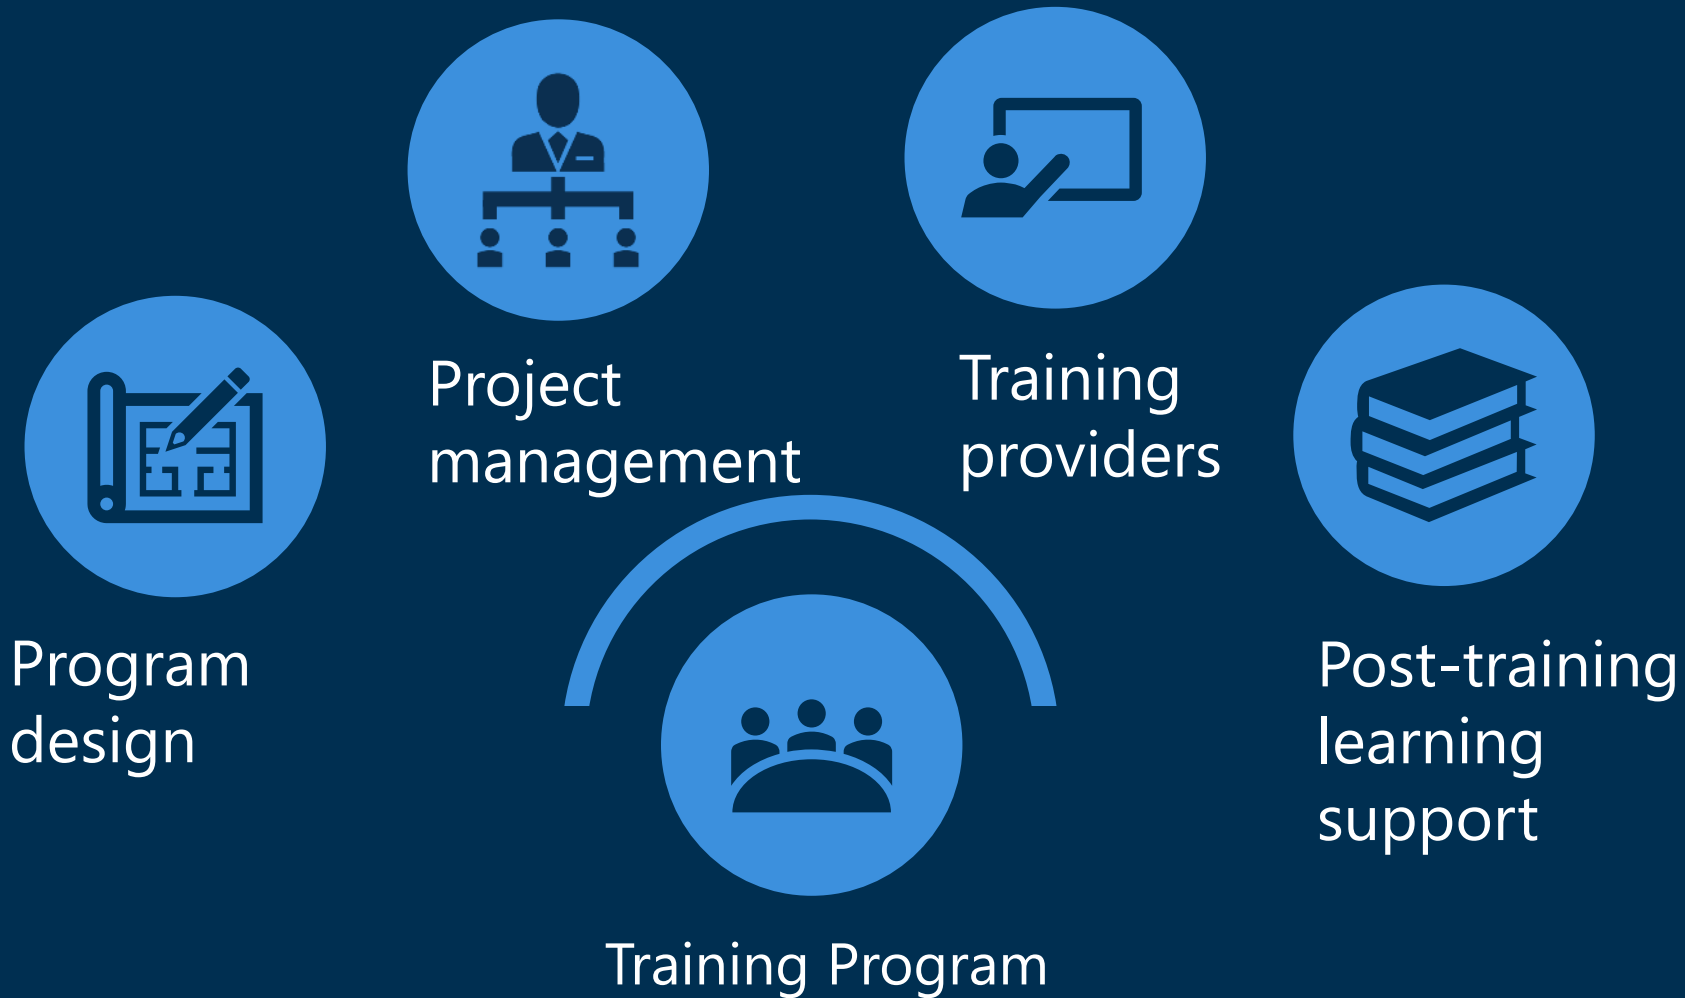 Project
management
Training
providers
Program
design
Post-training
learning
support
Training Program